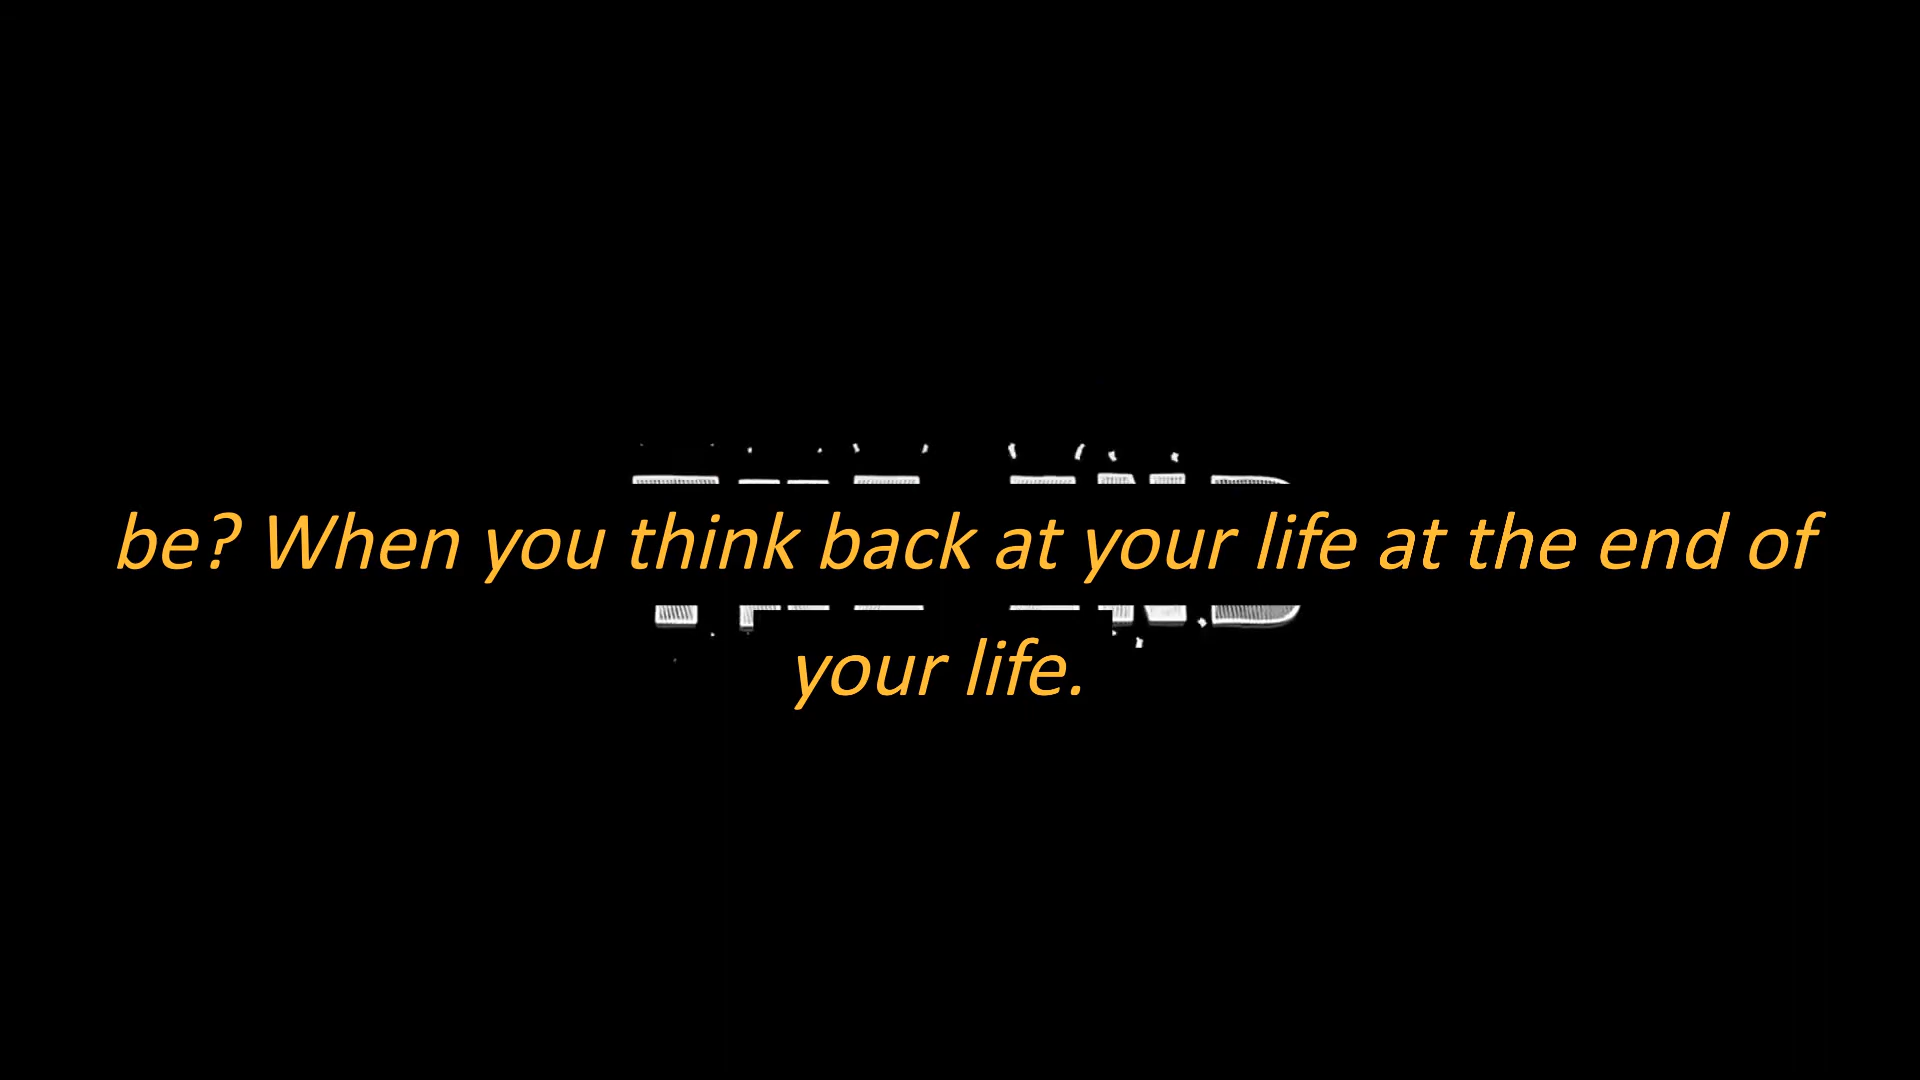 be? When you think back at your life at the end of
your life.